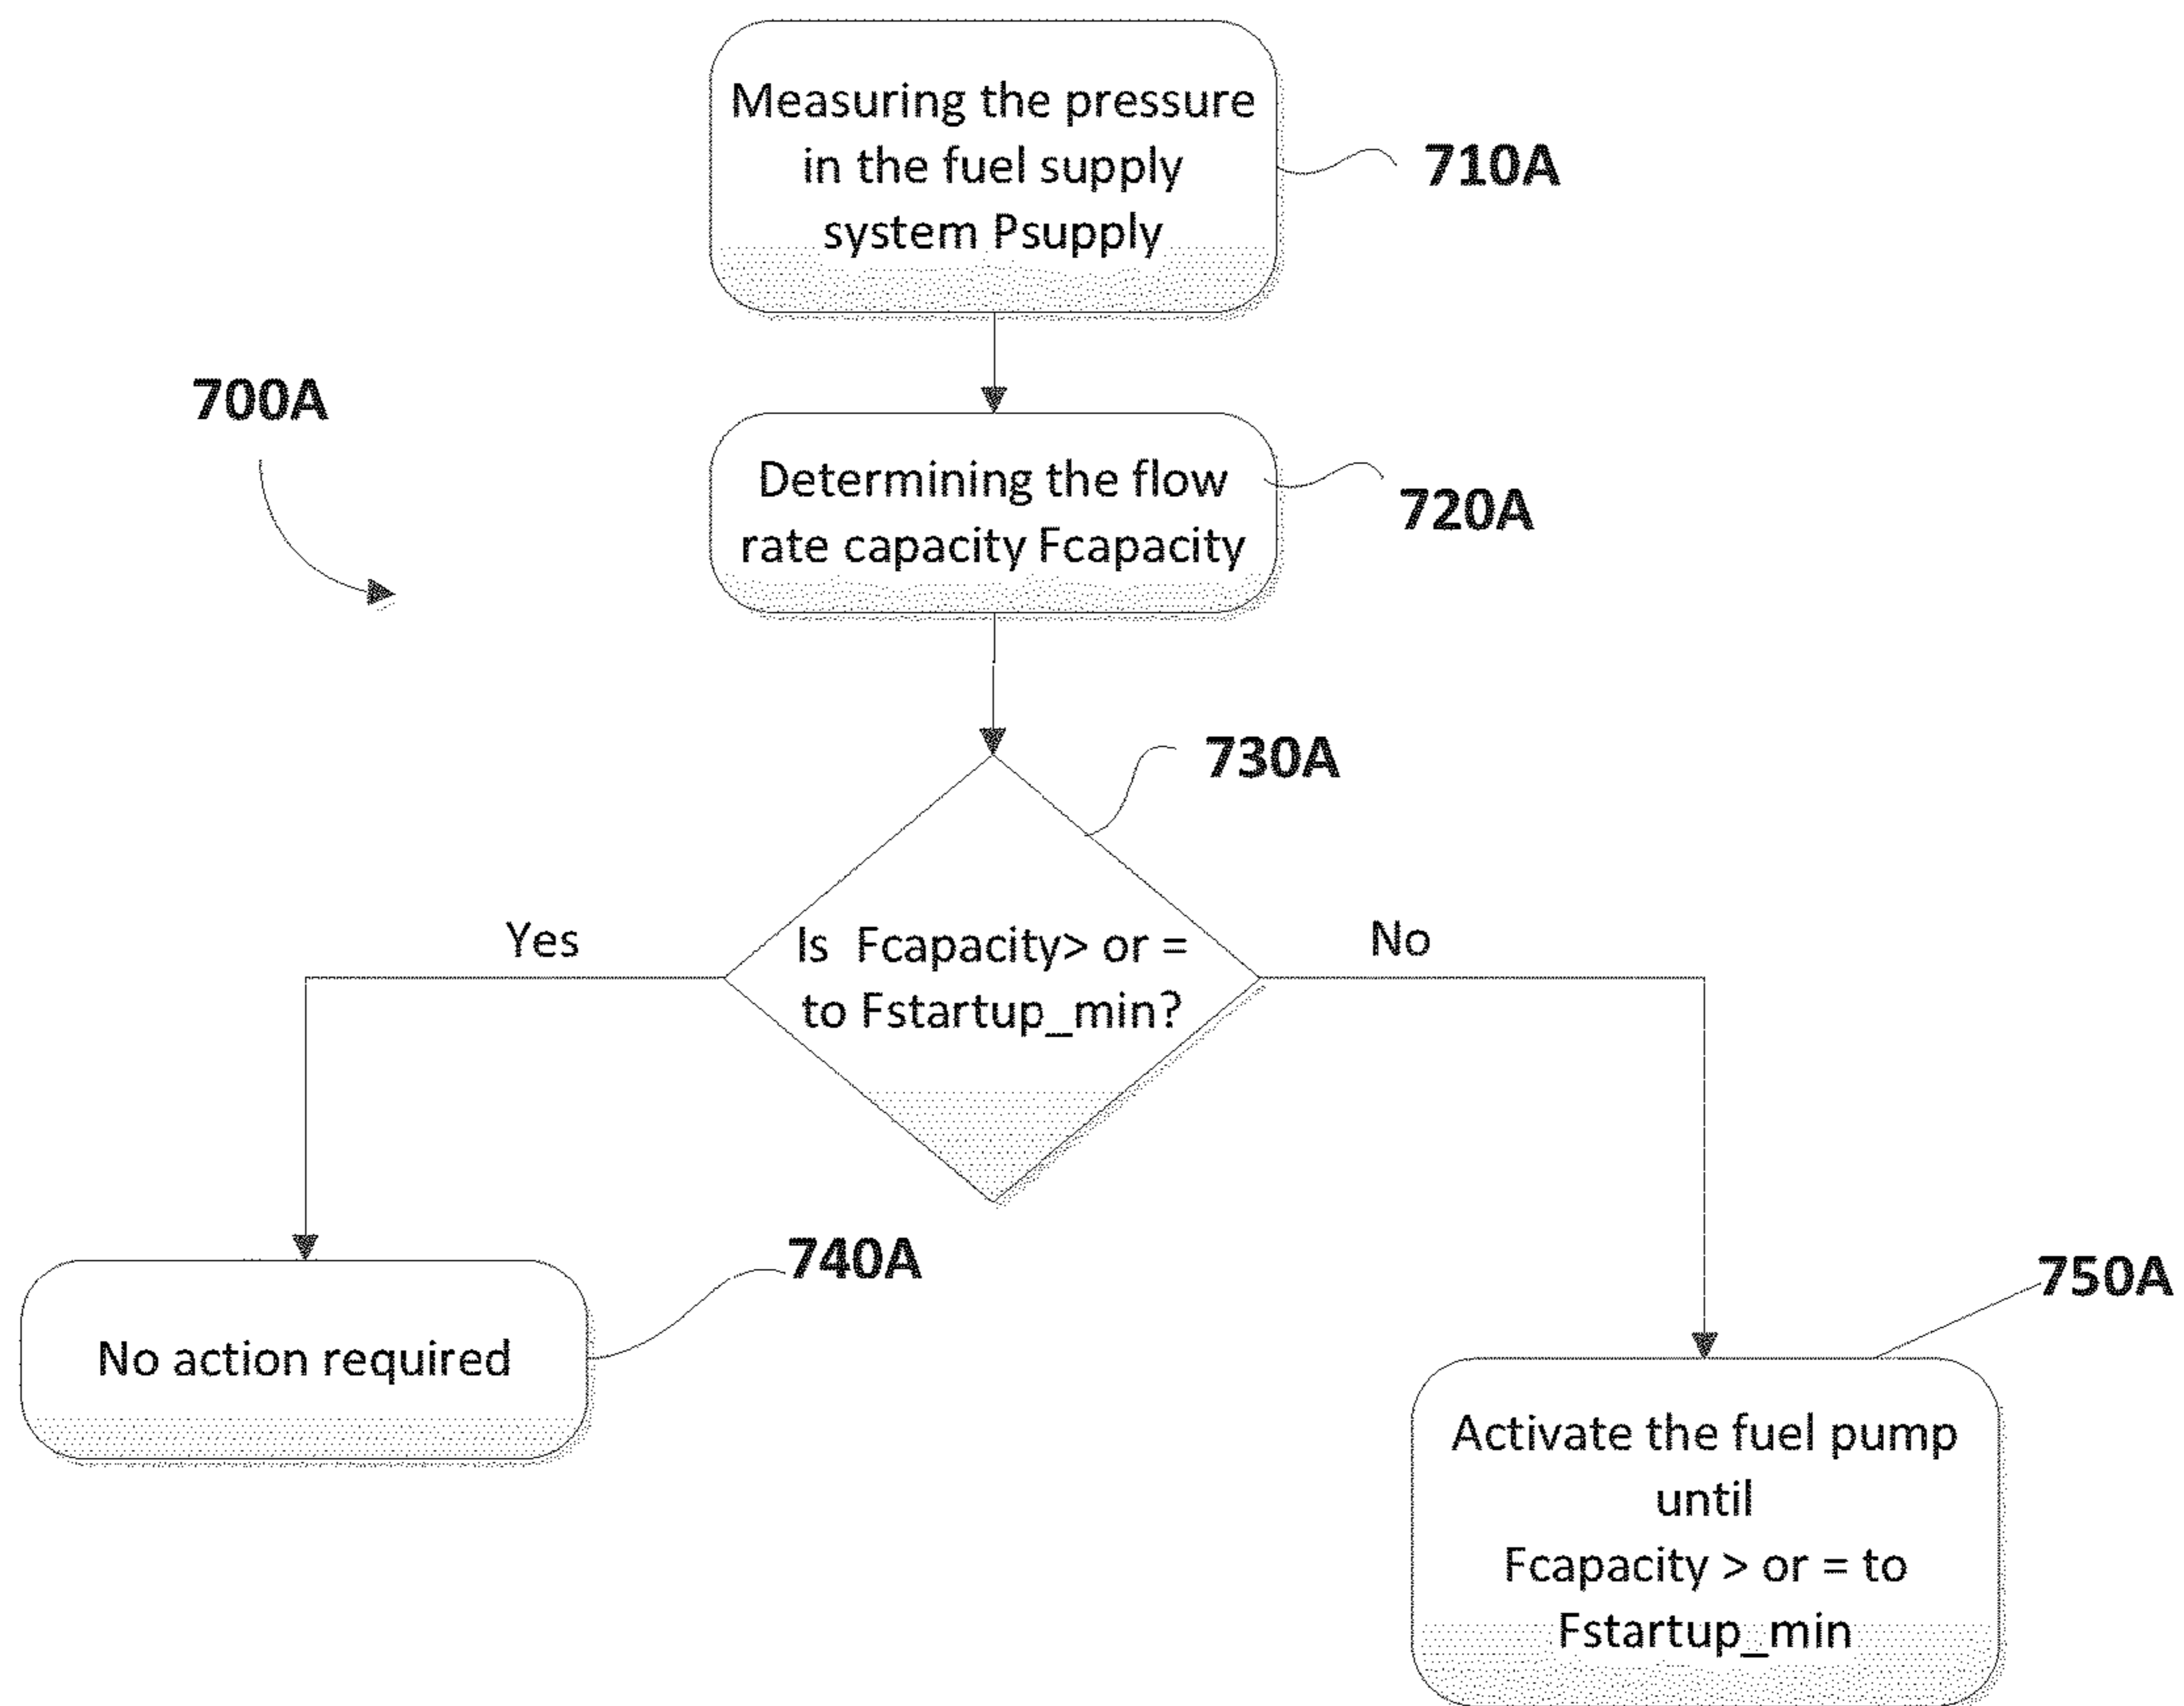 Measuring the pressure
in the fuel supply
system Psupply
710A
700A
Determining the flow
rate capacity Fcapacity
720A
730A
Is  Fcapacity> or =
to Fstartup_min?
Yes
No
740A
No action required
750A
Activate the fuel pump
until
Fcapacity > or = to
Fstartup_min